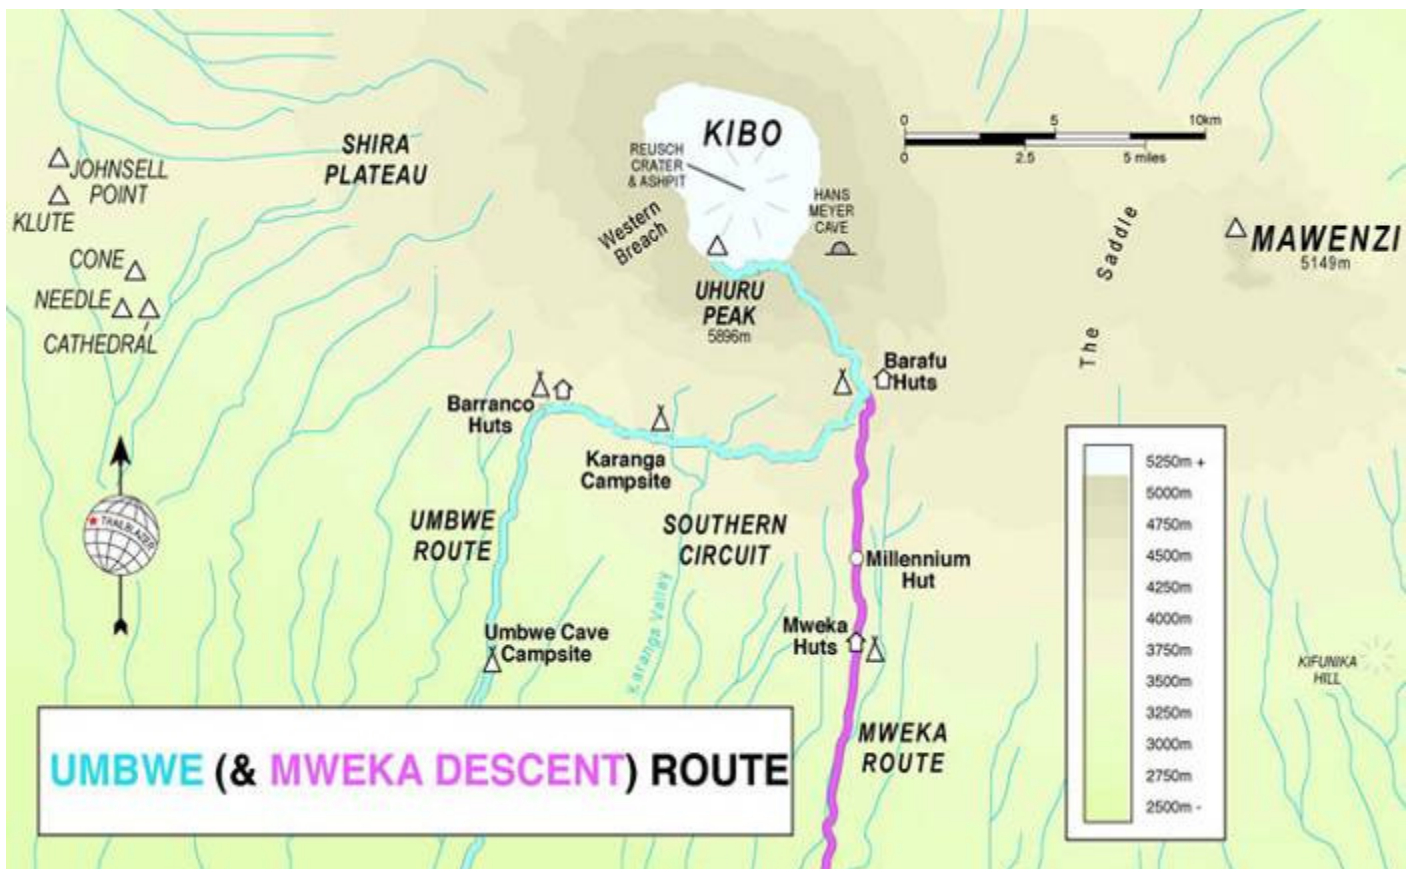 SHIRA
PLATEAU
JOHNSELL
POINT
KLUTE
CONE
NEEDLE
CATHEDRAL
KIBO
REUSCH
CRATER
& ASHPIT
HANS
MEYER
CAVE
Western
Breach
UHURU
PEAK
5896m
0 5 10km
0 2.5 5 miles
The Saddle
MAWENZI
5149m
Barafu
Huts
Barranco
Huts
Karanga
Campsite
UMBWE
ROUTE
SOUTHERN
CIRCUIT
Karanga Valley
Millennium
Hut
Mweka
Huts
Umbwe Cave
Campsite
MWEKA
ROUTE
TRAILBLAZER
5250m +
5000m
4750m
4500m
4250m
4000m
3750m
3500m
3250m
3000m
2750m
2500m -
KIFUNIKA
HILL
UMBWE (& MWEKA DESCENT) ROUTE